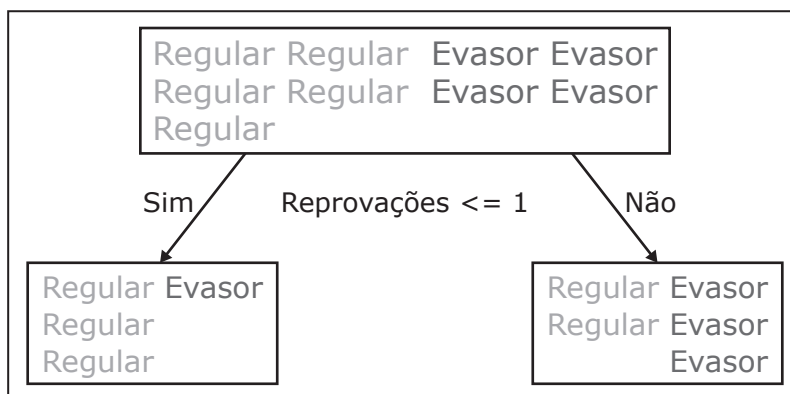 Regular Regular Evasor Evasor
Regular Regular Evasor Evasor
Regular
Sim Reprovações <= 1 Não
Regular Evasor
Regular
Regular
Regular Evasor
Regular Evasor
Evasor